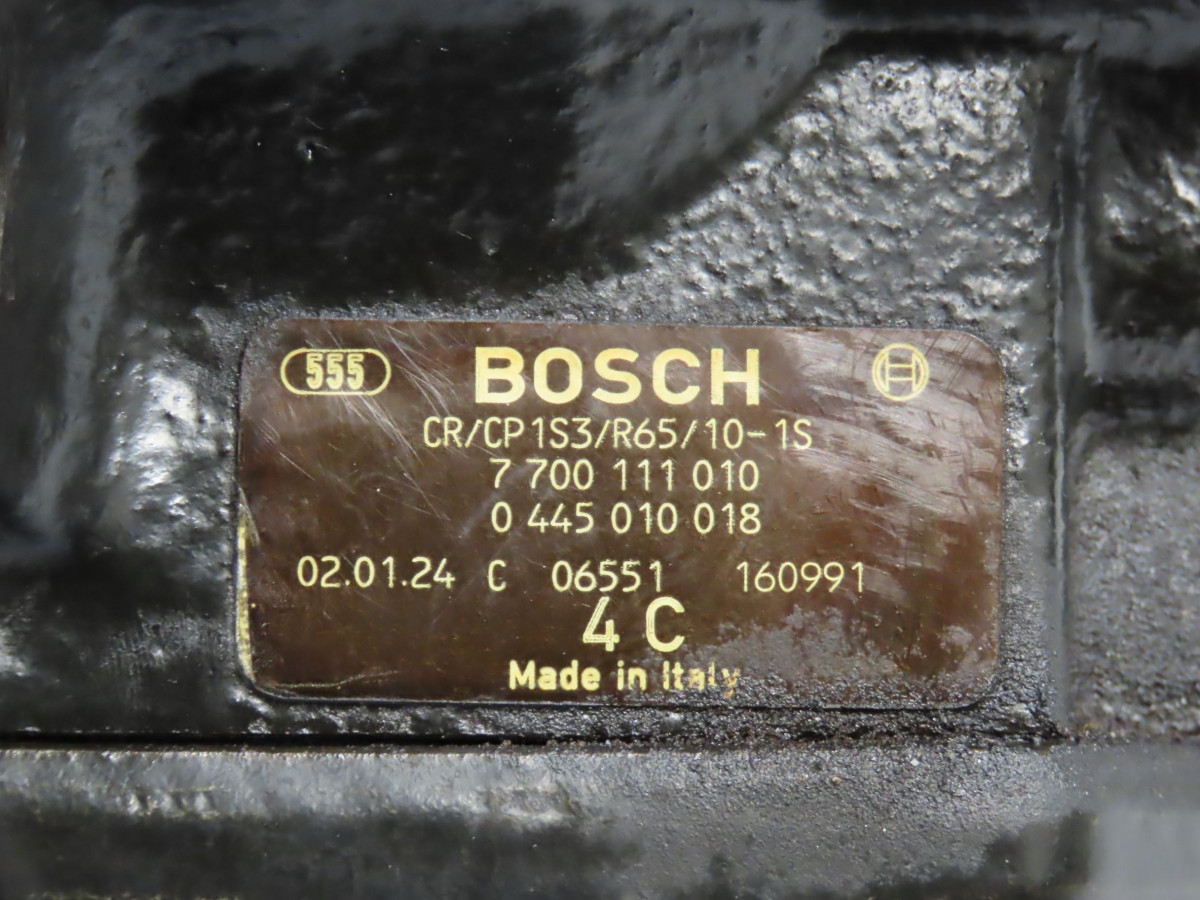 555 BOSCH
CR/CP1S3/R65/10-1S
7 700 111 010
0 445 010 018
02.01.24 C 06551 160991
4 C
Made in Italy